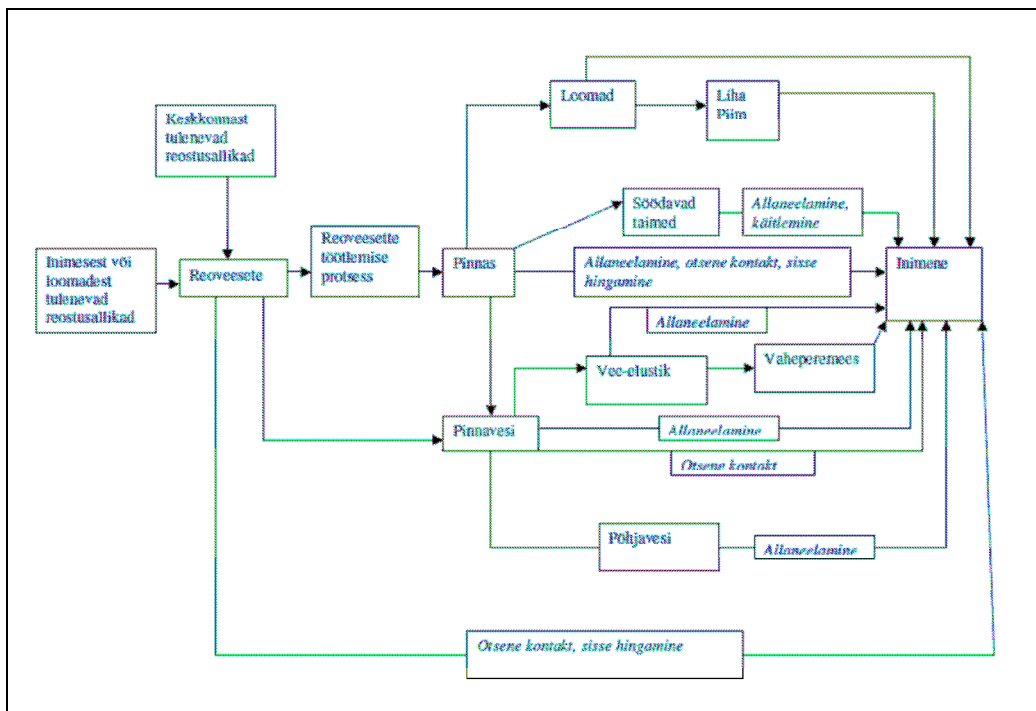 Loomad
Liha
Piim
Keskkonnast
tulenevad
reostusallikad
Söödavad
taimed
Allaneelamine,
käitlemine
Inimesest või
loomadest
tulenevad
reostusallikad
Reoveesete
Reoveesette
töötlemise
protsess
Pinnas
Allaneelamine, otsene kontakt, sisse
hingamine
Inimene
Allaneelamine
Vee-elustik
Vaheperemees
Pinnavesi
Allaneelamine
Otsene kontakt
Põhjavesi
Allaneelamine
Otsene kontakt, sisse hingamine